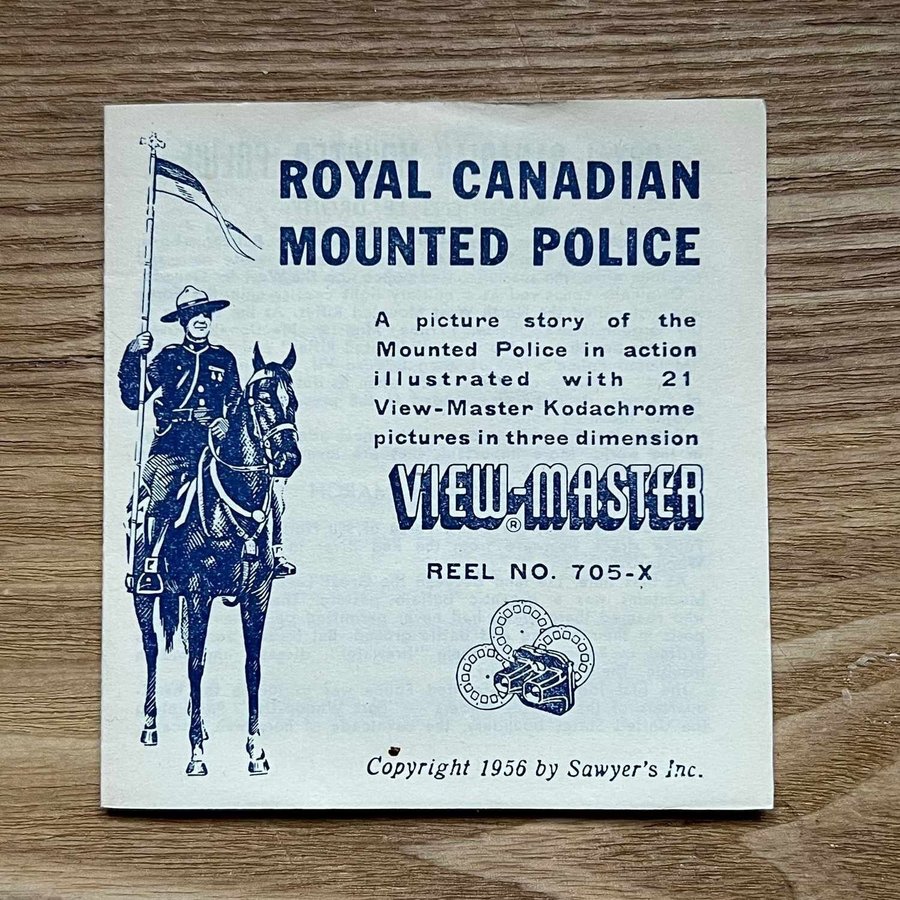 ROYAL CANADIAN
MOUNTED POLICE
A picture story of the
Mounted Police in action
illustrated with 21
View-Master Kodachrome
pictures in three dimension
VIEW-MASTER
®
REEL NO. 705-X
Copyright 1956 by Sawyer's Inc.